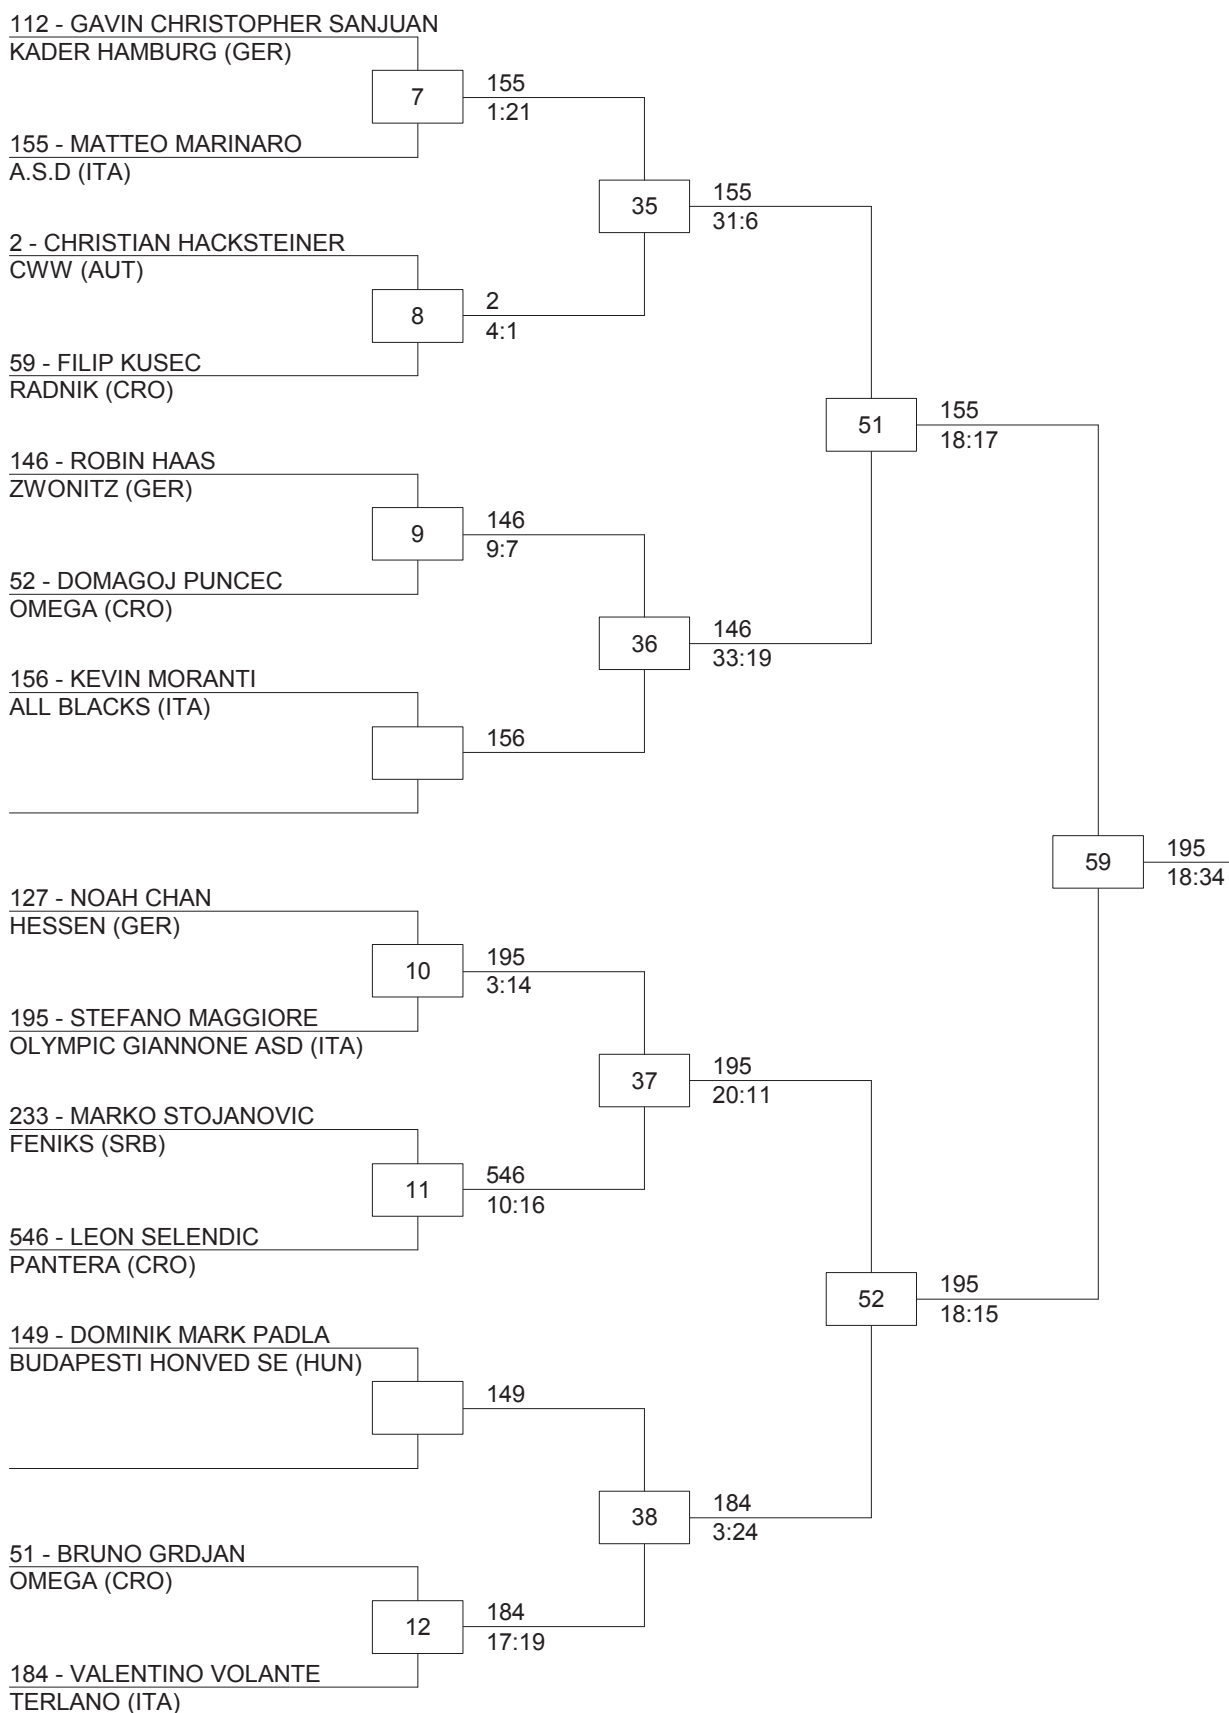 112 - GAVIN CHRISTOPHER SANJUAN
KADER HAMBURG (GER)
7
155
1:21
155 - MATTEO MARINARO
A.S.D (ITA)
35
155
31:6
2 - CHRISTIAN HACKSTEINER
CWW (AUT)
8
2
4:1
59 - FILIP KUSEC
RADNIK (CRO)
51
155
18:17
146 - ROBIN HAAS
ZWONITZ (GER)
9
146
9:7
52 - DOMAGOJ PUNCEC
OMEGA (CRO)
36
146
33:19
156 - KEVIN MORANTI
ALL BLACKS (ITA)
156
59
195
18:34
127 - NOAH CHAN
HESSEN (GER)
10
195
3:14
195 - STEFANO MAGGIORE
OLYMPIC GIANNONE ASD (ITA)
37
195
20:11
233 - MARKO STOJANOVIC
FENIKS (SRB)
11
546
10:16
546 - LEON SELENDIC
PANTERA (CRO)
52
195
18:15
149 - DOMINIK MARK PADLA
BUDAPESTI HONVED SE (HUN)
149
38
184
3:24
51 - BRUNO GRDJAN
OMEGA (CRO)
12
184
17:19
184 - VALENTINO VOLANTE
TERLANO (ITA)